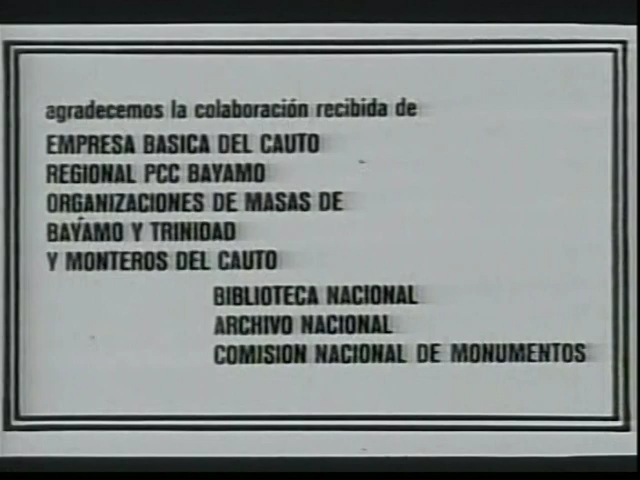 agradecemos la colaboración recibida de
EMPRESA BASICA DEL CAUTO
REGIONAL PCC BAYAMO
ORGANIZACIONES DE MASAS DE
BAYAMO Y TRINIDAD
Y MONTEROS DEL CAUTO
BIBLIOTECA NACIONAL
ARCHIVO NACIONAL
COMISION NACIONAL DE MONUMENTOS